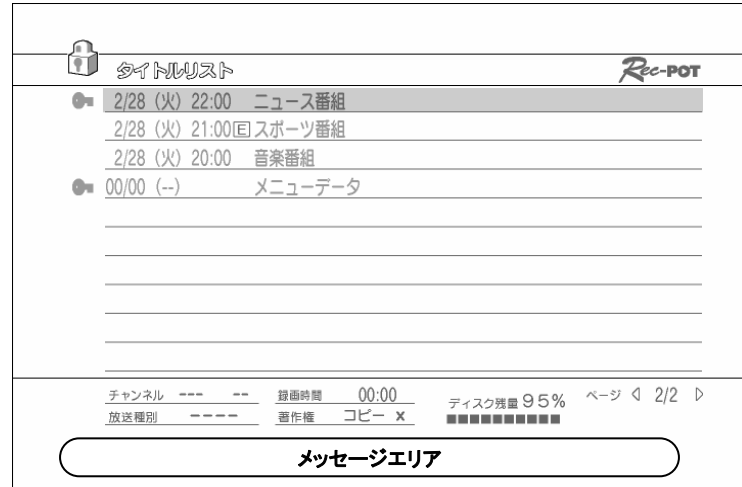 タイトルリスト Rec-POT
2/28 (火) 22:00 ニュース番組
2/28 (火) 21:00 E スポーツ番組
2/28 (火) 20:00 音楽番組
00/00 (--) メニューデータ
チャンネル --- -- 録画時間 00:00 ディスク残量 95% ページ ◁ 2/2 ▷
放送種別 ---- 著作権 コピー ×
メッセージエリア